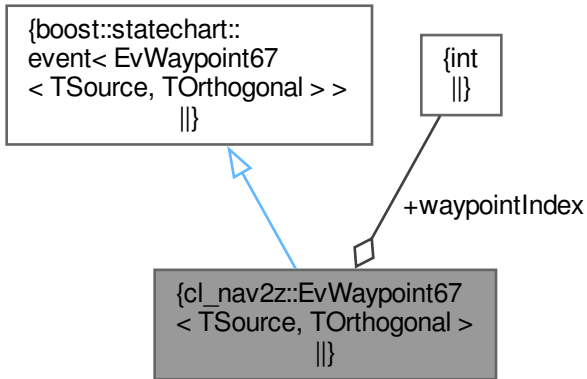 {boost::statechart::
event< EvWaypoint67
< TSource, TOrthogonal > >
||}
{int
||}
+waypointIndex
{cl_nav2z::EvWaypoint67
< TSource, TOrthogonal >
||}